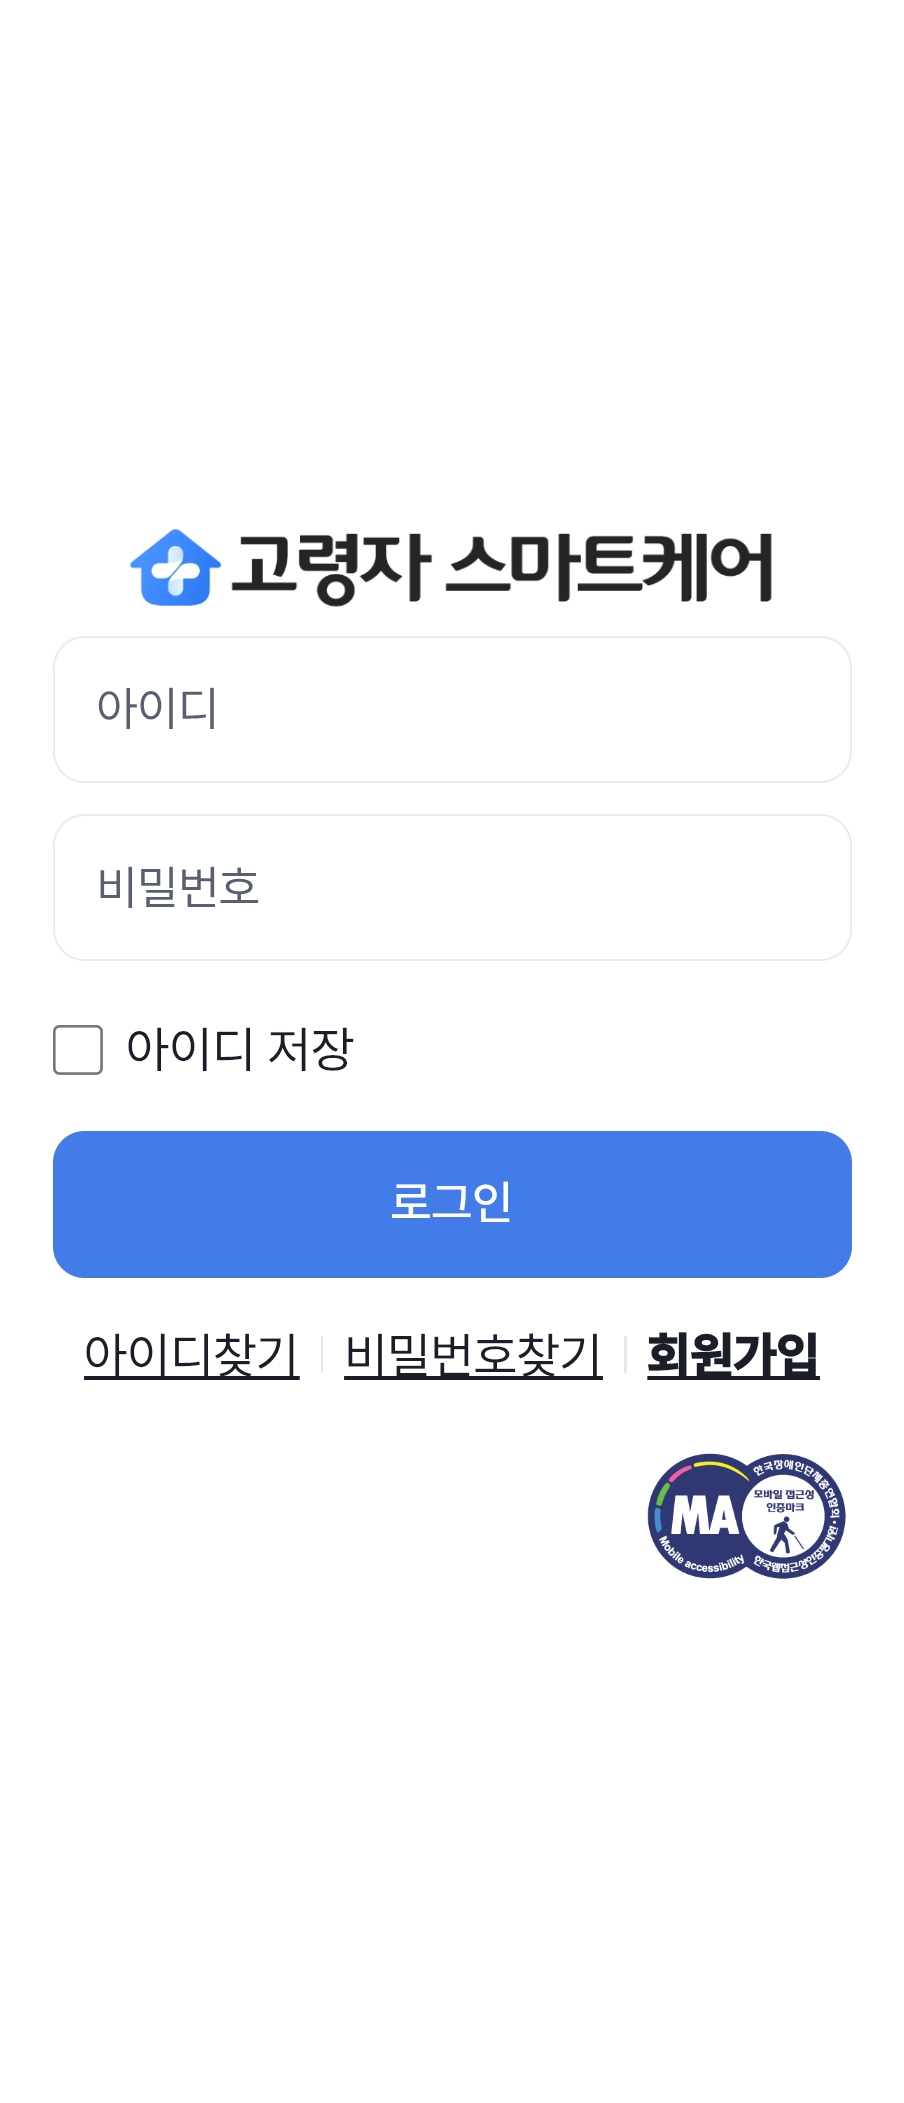 고령자 스마트케어
아이디
비밀번호
아이디 저장
로그인
아이디찾기 비밀번호찾기 회원가입
MA
Mobile accessibility
한국장애인단체총연합회 • 한국웹접근성인증평가원
모바일 접근성
인증마크